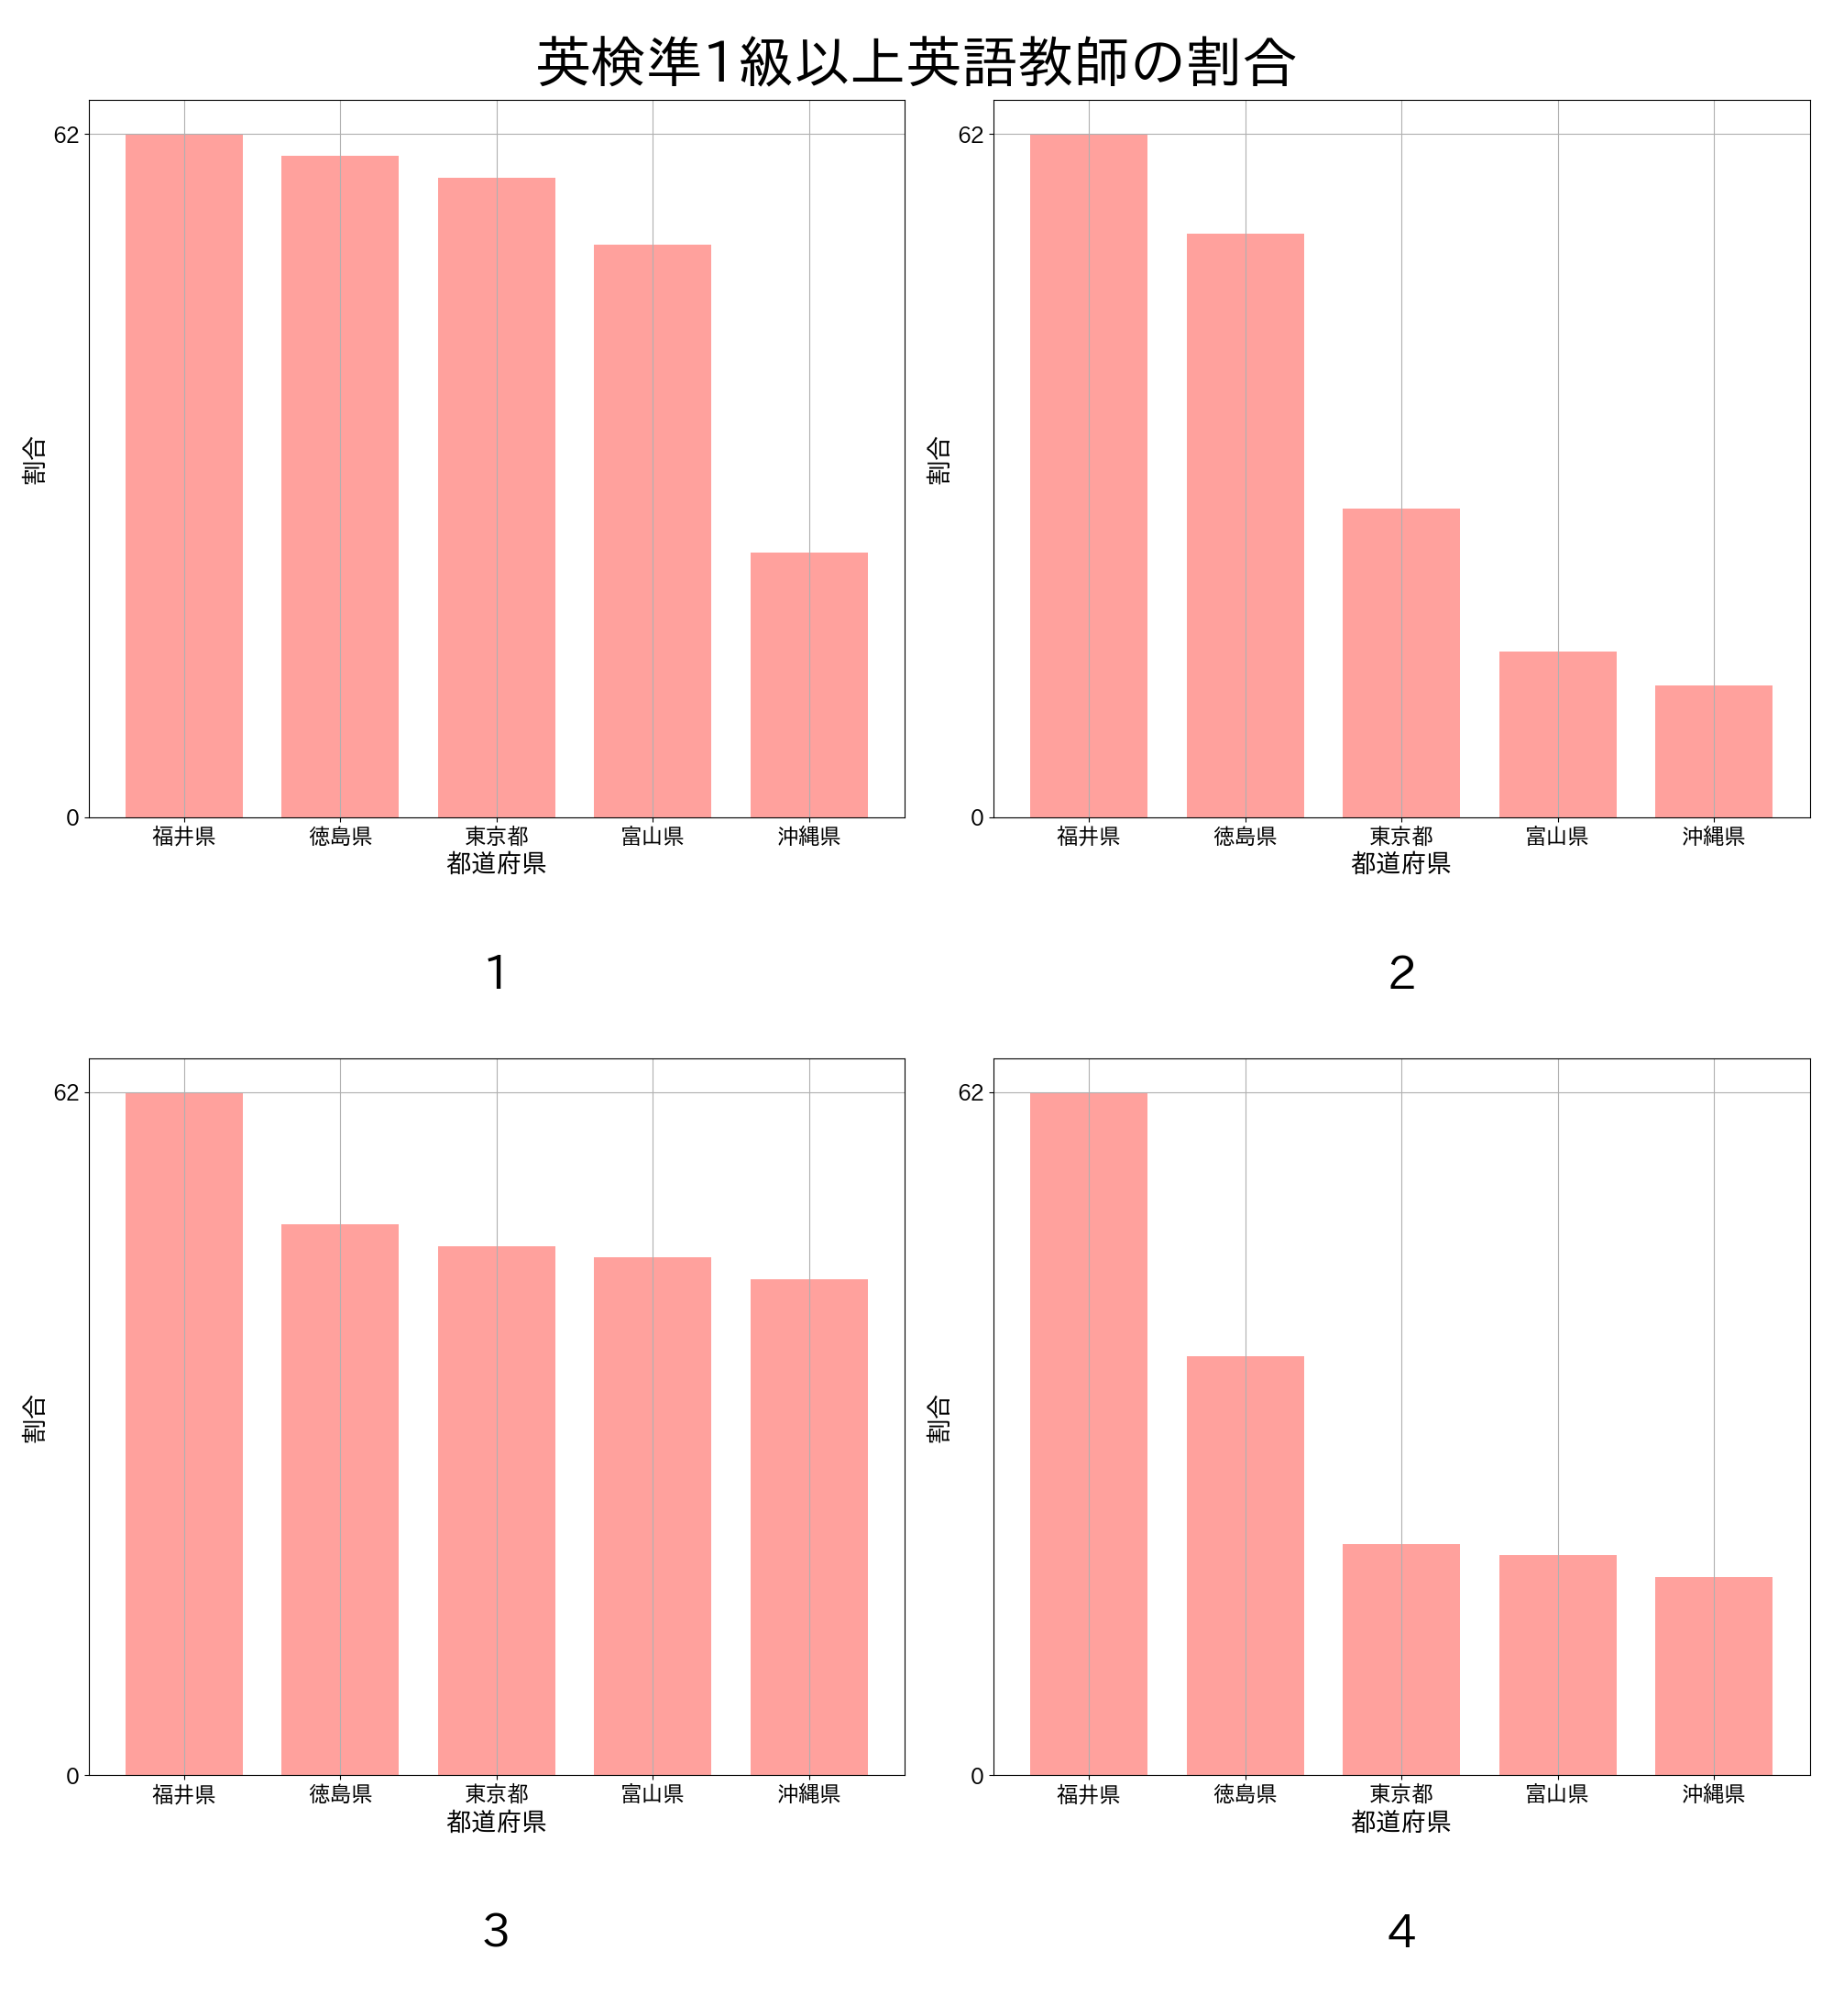 英検準1級以上英語教師の割合
62
0
割合
福井県 徳島県 東京都 富山県 沖縄県
都道府県
1
62
0
割合
福井県 徳島県 東京都 富山県 沖縄県
都道府県
2
62
0
割合
福井県 徳島県 東京都 富山県 沖縄県
都道府県
3
62
0
割合
福井県 徳島県 東京都 富山県 沖縄県
都道府県
4